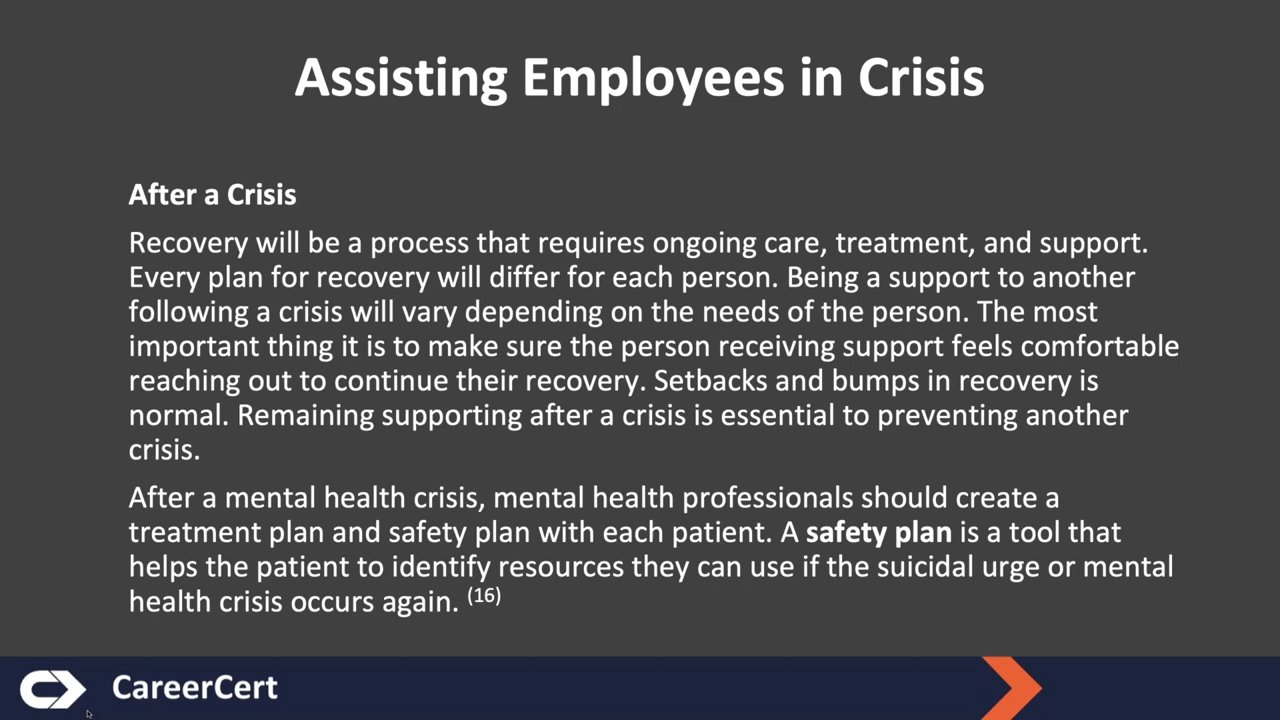 Assisting Employees in Crisis
After a Crisis
Recovery will be a process that requires ongoing care, treatment, and support.
Every plan for recovery will differ for each person. Being a support to another
following a crisis will vary depending on the needs of the person. The most
important thing it is to make sure the person receiving support feels comfortable
reaching out to continue their recovery. Setbacks and bumps in recovery is
normal. Remaining supporting after a crisis is essential to preventing another
crisis.
After a mental health crisis, mental health professionals should create a
treatment plan and safety plan with each patient. A safety plan is a tool that
helps the patient to identify resources they can use if the suicidal urge or mental
health crisis occurs again. (16)
CareerCert